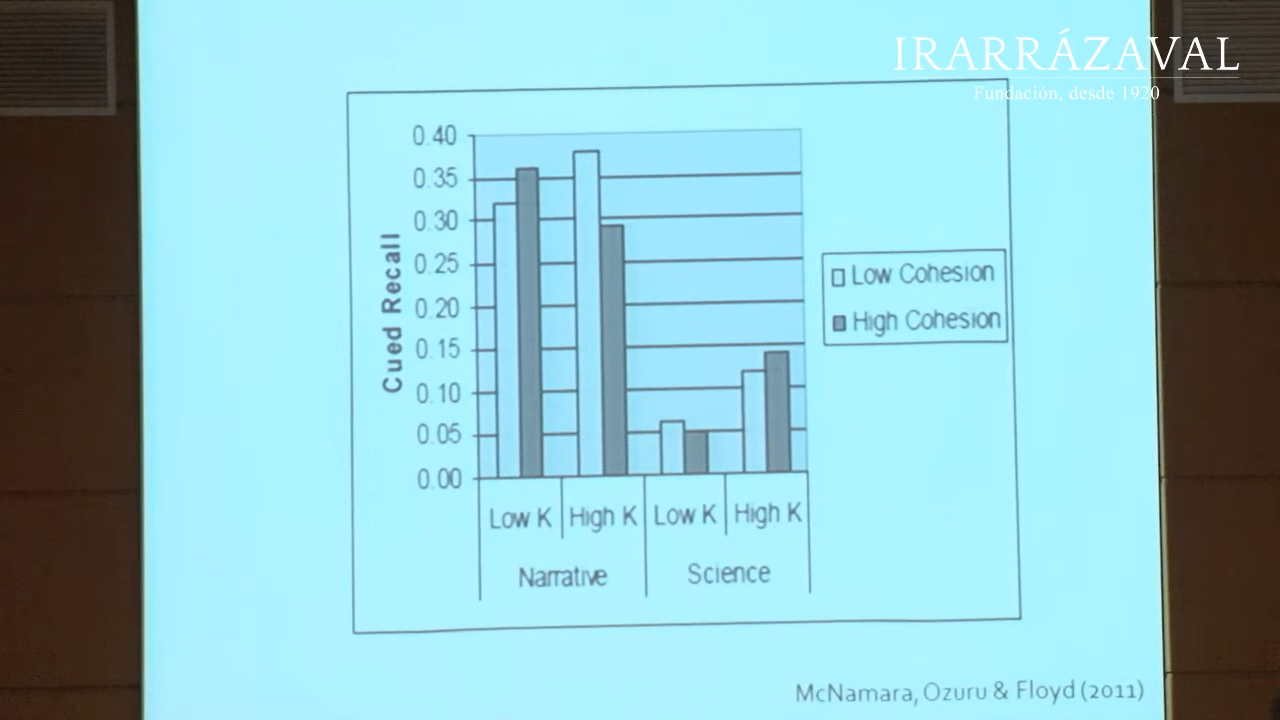 IRARRÁZAVAL
Fundación, desde 1920
0.40
0.35
0.30
0.25
0.20
0.15
0.10
0.05
0.00
Cued Recall
Low Cohesion
High Cohesion
Low K High K Low K High K
Narrative Science
McNamara, Ozuru & Floyd (2011)